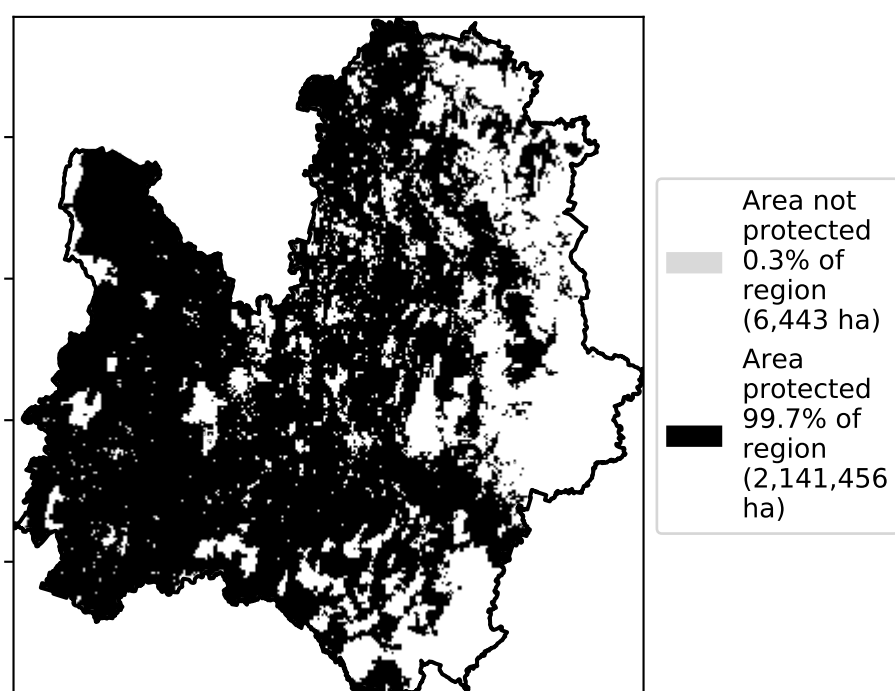 Area not
protected
0.3% of
region
(6,443 ha)
Area
protected
99.7% of
region
(2,141,456
ha)